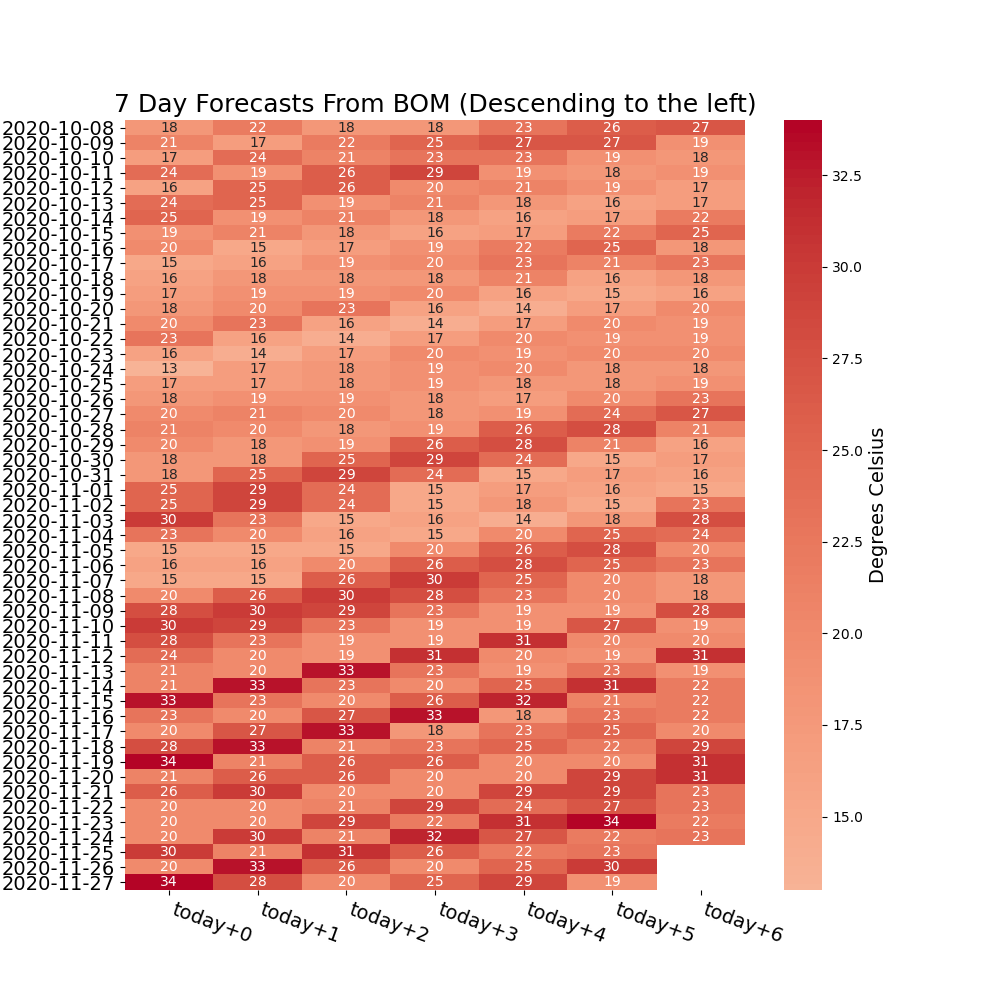 7 Day Forecasts From BOM (Descending to the left)
2020-10-08 18 22 18 18 23 26 27
2020-10-09 21 17 22 25 27 27 19
2020-10-10 17 24 21 23 23 19 18
2020-10-11 24 19 26 29 19 18 19
2020-10-12 16 25 26 20 21 19 17
2020-10-13 24 25 19 21 18 16 17
2020-10-14 25 19 21 18 16 17 22
2020-10-15 19 21 18 16 17 22 25
2020-10-16 20 15 17 19 22 25 18
2020-10-17 15 16 19 20 23 21 23
2020-10-18 16 18 18 18 21 16 18
2020-10-19 17 19 19 20 16 15 16
2020-10-20 18 20 23 16 14 17 20
2020-10-21 20 23 16 14 17 20 19
2020-10-22 23 16 14 17 20 19 19
2020-10-23 16 14 17 20 19 20 20
2020-10-24 13 17 18 19 20 18 18
2020-10-25 17 17 18 19 18 18 19
2020-10-26 18 19 19 18 17 20 23
2020-10-27 20 21 20 18 19 24 27
2020-10-28 21 20 18 19 26 28 21
2020-10-29 20 18 19 26 28 21 16
2020-10-30 18 18 25 29 24 15 17
2020-10-31 18 25 29 24 15 17 16
2020-11-01 25 29 24 15 17 16 15
2020-11-02 25 29 24 15 18 15 23
2020-11-03 30 23 15 16 14 18 28
2020-11-04 23 20 16 15 20 25 24
2020-11-05 15 15 15 20 26 28 20
2020-11-06 16 16 20 26 28 25 23
2020-11-07 15 15 26 30 25 20 18
2020-11-08 20 26 30 28 23 20 18
2020-11-09 28 30 29 23 19 19 28
2020-11-10 30 29 23 19 19 27 19
2020-11-11 28 23 19 19 31 20 20
2020-11-12 24 20 19 31 20 19 31
2020-11-13 21 20 33 23 19 23 19
2020-11-14 21 33 23 20 25 31 22
2020-11-15 33 23 20 26 32 21 22
2020-11-16 23 20 27 33 18 23 22
2020-11-17 20 27 33 18 23 25 20
2020-11-18 28 33 21 23 25 22 29
2020-11-19 34 21 26 26 20 20 31
2020-11-20 21 26 26 20 20 29 31
2020-11-21 26 30 20 20 29 29 23
2020-11-22 20 20 21 29 24 27 23
2020-11-23 20 20 29 22 31 34 22
2020-11-24 20 30 21 32 27 22 23
2020-11-25 30 21 31 26 22 23
2020-11-26 20 33 26 20 25 30
2020-11-27 34 28 20 25 29 19
today+0 today+1 today+2 today+3 today+4 today+5 today+6
32.5
30.0
27.5
25.0
22.5
20.0
17.5
15.0
Degrees Celsius